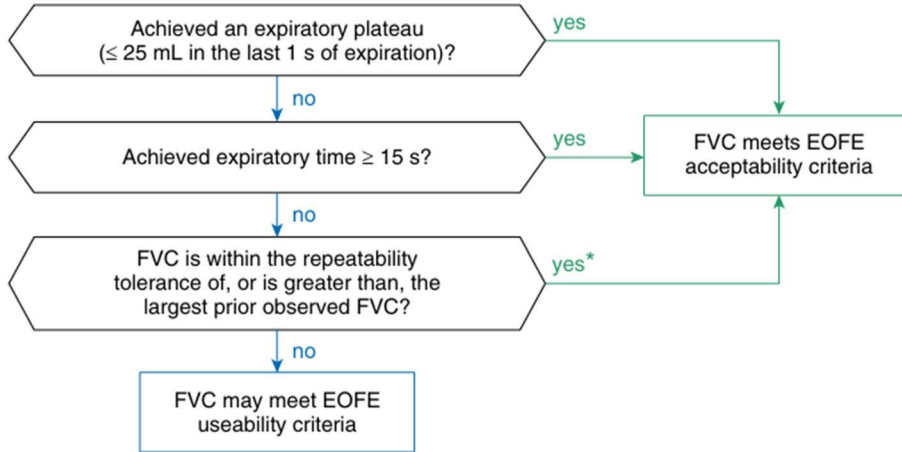 Achieved an expiratory plateau
(≤ 25 mL in the last 1 s of expiration)?
yes
no
Achieved expiratory time ≥ 15 s?
yes
FVC meets EOFE
acceptability criteria
no
FVC is within the repeatability
tolerance of, or is greater than, the
largest prior observed FVC?
yes*
no
FVC may meet EOFE
useability criteria